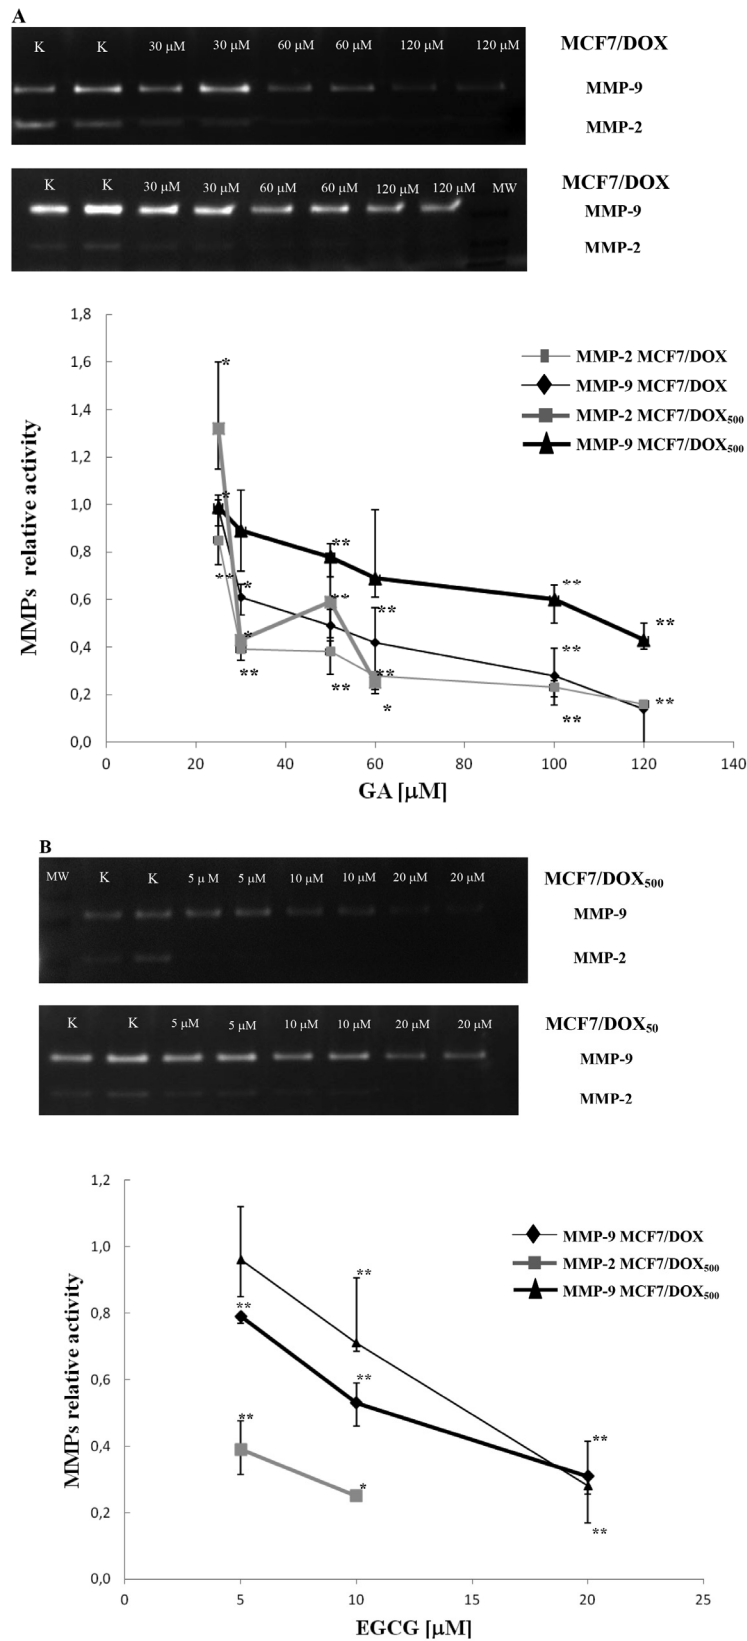 A
K K 30 μM 30 μM 60 μM 60 μM 120 μM 120 μM MCF7/DOX
MMP-9
MMP-2
K K 30 μM 30 μM 60 μM 60 μM 120 μM 120 μM MW MCF7/DOX
MMP-9
MMP-2
1,8
1,6
1,4
1,2
1,0
0,8
0,6
0,4
0,2
0,0
MMPs relative activity
MMP-2 MCF7/DOX
MMP-9 MCF7/DOX
MMP-2 MCF7/DOX500
MMP-9 MCF7/DOX500
*
*
**
*
*
**
**
**
**
**
**
*
**
**
**
**
**
0 20 40 60 80 100 120 140
GA [μM]
B
MW K K 5 μM 5 μM 10 μM 10 μM 20 μM 20 μM MCF7/DOX500
MMP-9
MMP-2
K K 5 μM 5 μM 10 μM 10 μM 20 μM 20 μM MCF7/DOX50
MMP-9
MMP-2
1,2
1,0
0,8
0,6
0,4
0,2
0,0
MMPs relative activity
MMP-9 MCF7/DOX
MMP-2 MCF7/DOX500
MMP-9 MCF7/DOX500
**
**
**
**
*
**
**
0 5 10 15 20 25
EGCG [μM]